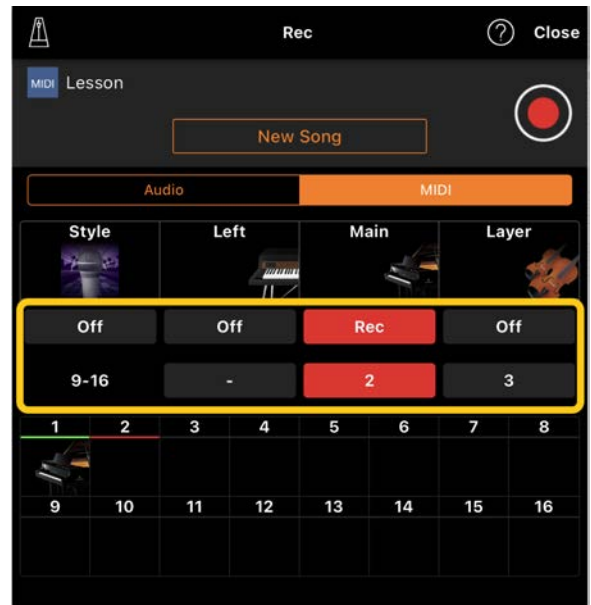 Rec
? Close
MIDI Lesson
New Song
Audio MIDI
Style Left Main Layer
Off Off Rec Off
9-16 - 2 3
1 2 3 4 5 6 7 8
9 10 11 12 13 14 15 16